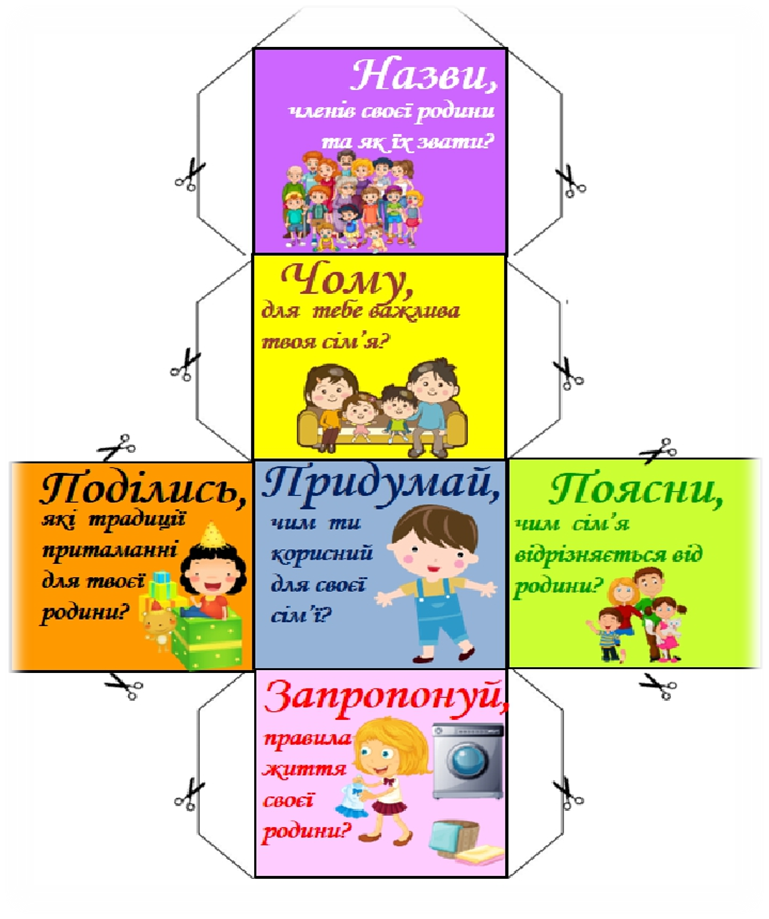 Назви,
членів своєї родини
та як їх звати?
Чому,
для тебе важлива
твоя сім'я?
Поділись,
які традиції
притаманні
для твоєї
родини?
Придумай,
чим ти
корисний
для своєї
сім'ї?
Поясни,
чим сім'я
відрізняється від
родини?
Запропонуй,
правила
життя
своєї
родини?